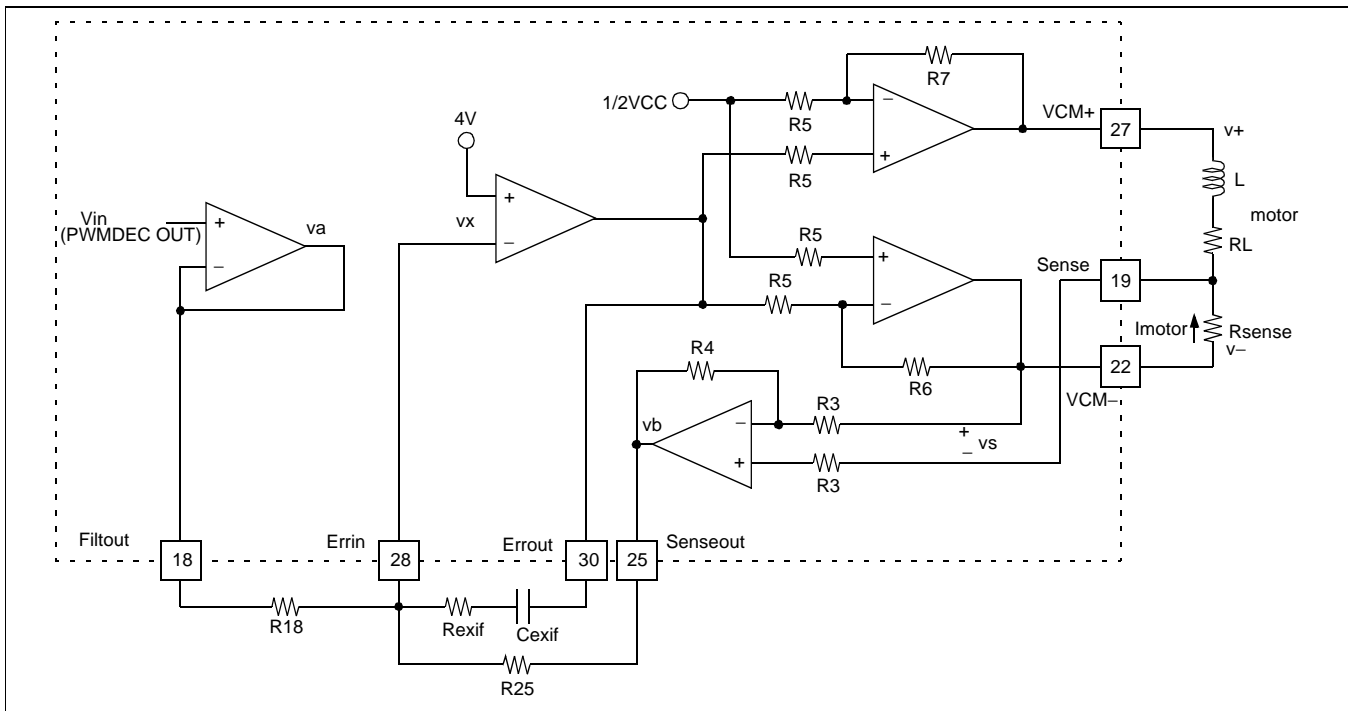 R7
1/2VCC
R5
VCM+
27
v+
4V
R5
L
Vin
(PWMDEC OUT)
va
vx
motor
RL
R5
R5
Sense
19
Imotor
Rsense
v−
R4
R6
22
VCM−
vb
R3
+
−
vs
R3
Filtout
18
Errin
28
Errout
30
25
Senseout
R18
Rexif
Cexif
R25